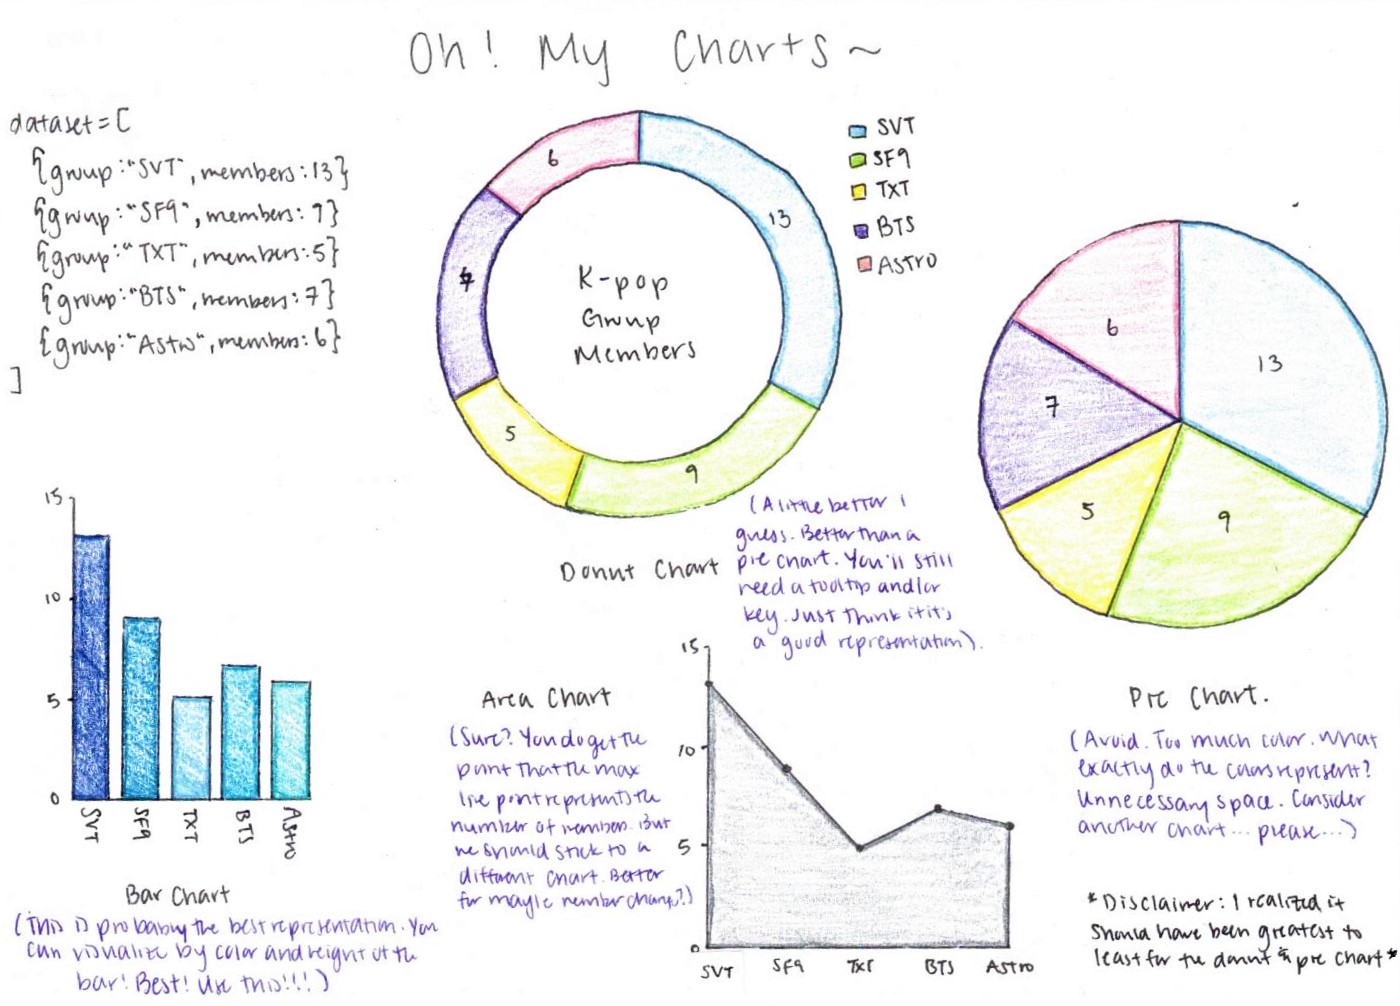 Oh! My Charts~
dataset=[
{group:"SVT", members:13}
{group:"SF9", members: 9}
{group:"TXT", members:5}
{group:"BTS", members: 7}
{group:"Astro", members: 6}
]
6
13
7
5
9
K-pop
Group
Members
SVT
SF9
TXT
BTS
ASTRO
Donut Chart
(A little better I
guess. Better than a
pie chart. You'll still
need a tooltip and/or
key. Just think if it's
a good representation).
6
13
7
5
9
Pie Chart.
(Avoid. Too much color. What
exactly do the colors represent?
Unnecessary space. Consider
another chart... please...)
15
10
5
0
SVT
SF9
TXT
BTS
Astro
Bar Chart
(This is probably the best representation. You
can visualize by color and height of the
bar! Best! Use this!!!)
Area Chart
(Sure? You do get the
point that the max
line point represents the
number of members. But
we should stick to a
different chart. Better
for maybe member change?)
15
10
5
0
SVT
SF9
TXT
BTS
ASTRO
*Disclaimer: I realized it
should have been greatest to
least for the donut & pie chart*